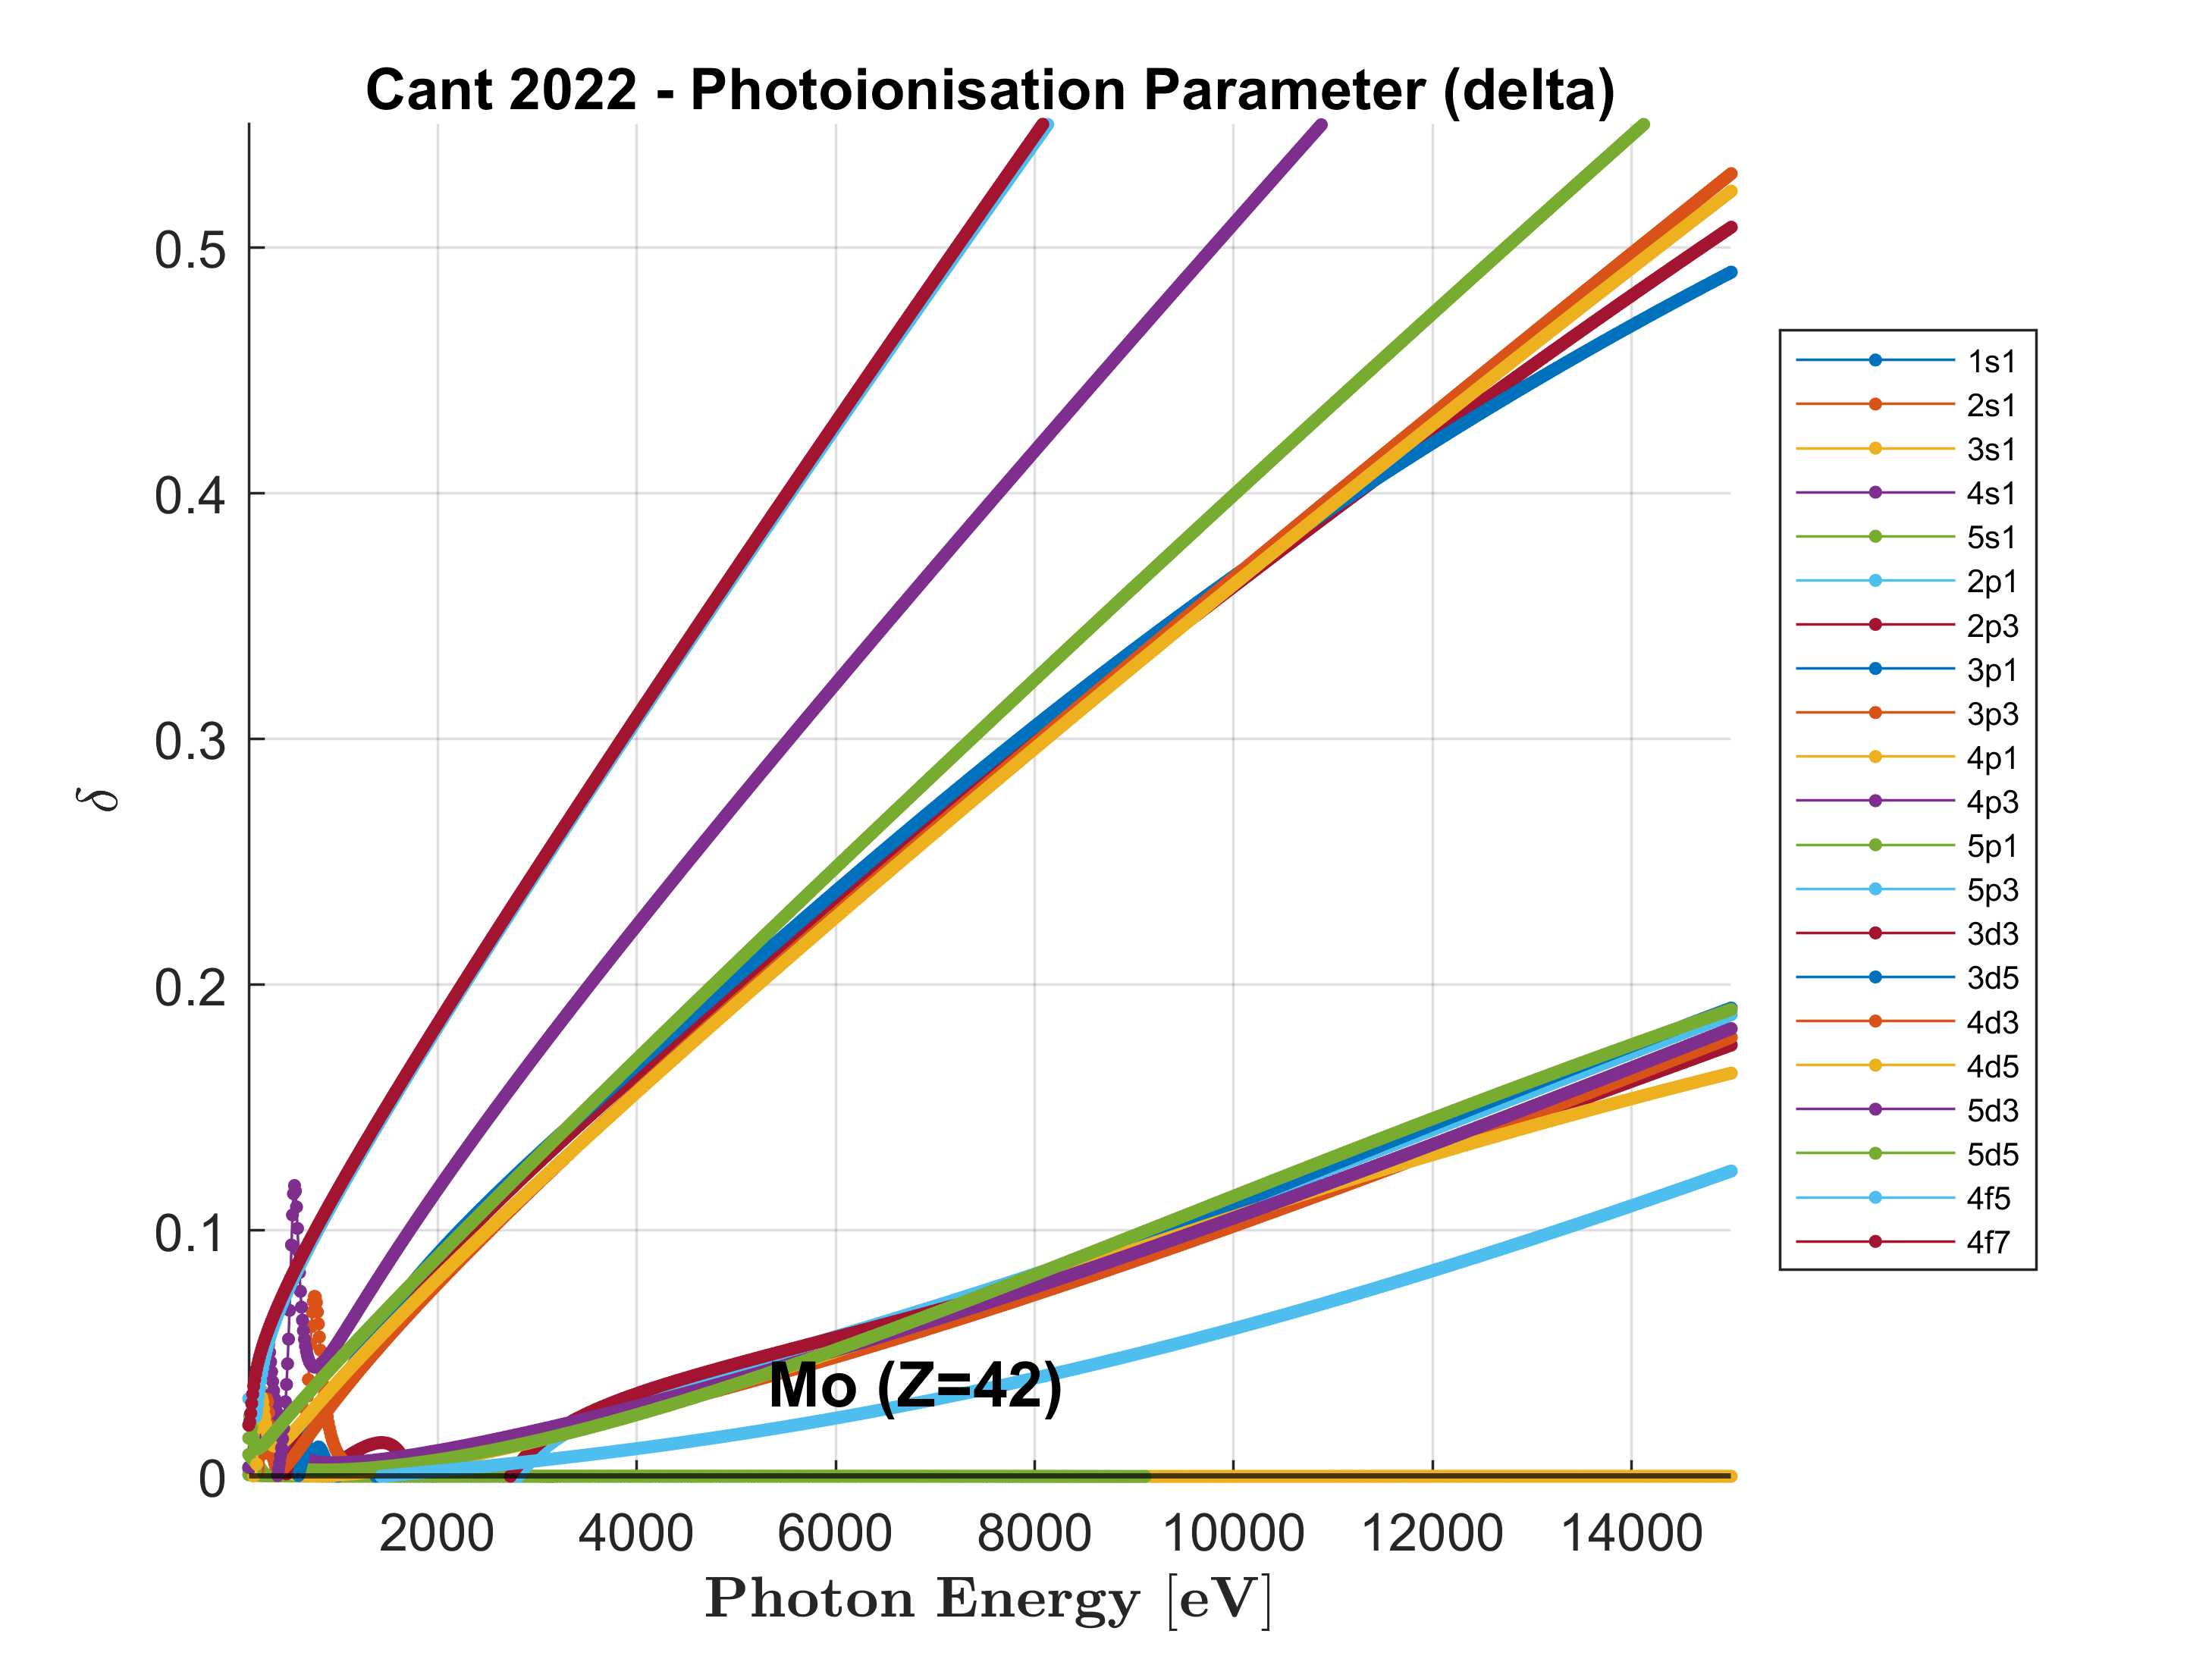 Cant 2022 - Photoionisation Parameter (delta)
δ
0.5
0.4
0.3
0.2
0.1
0
2000 4000 6000 8000 10000 12000 14000
Photon Energy [eV]
Mo (Z=42)
1s1
2s1
3s1
4s1
5s1
2p1
2p3
3p1
3p3
4p1
4p3
5p1
5p3
3d3
3d5
4d3
4d5
5d3
5d5
4f5
4f7